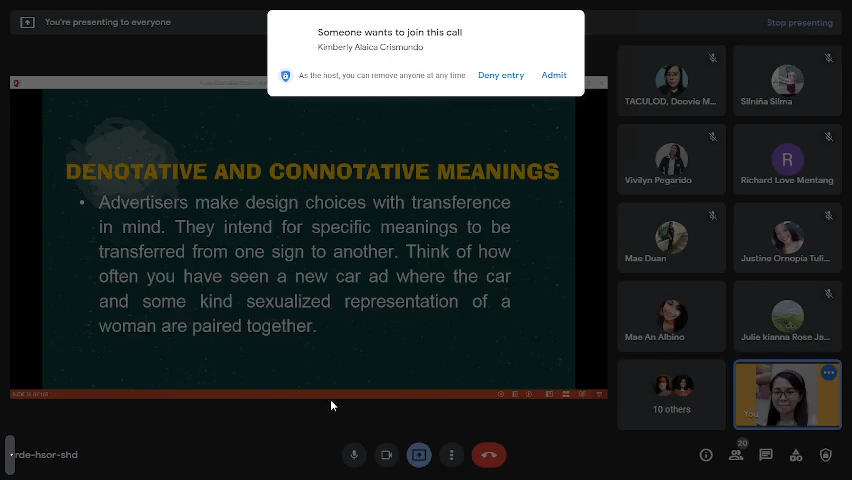 You're presenting to everyone
Stop presenting
Someone wants to join this call
Kimberly Alaica Crismundo
As the host, you can remove anyone at any time
Deny entry
Admit
DENOTATIVE AND CONNOTATIVE MEANINGS
• Advertisers make design choices with transference
in mind. They intend for specific meanings to be
transferred from one sign to another. Think of how
often you have seen a new car ad where the car
and some kind sexualized representation of a
woman are paired together.
TACULOD, Doovie M...
Silniña Silma
Vivilyn Pegarido
R
Richard Love Mentang
Mae Duan
Justine Ornopia Tuli...
Mae An Albino
Julie kianna Rose Ja...
10 others
You
rde-hsor-shd
20